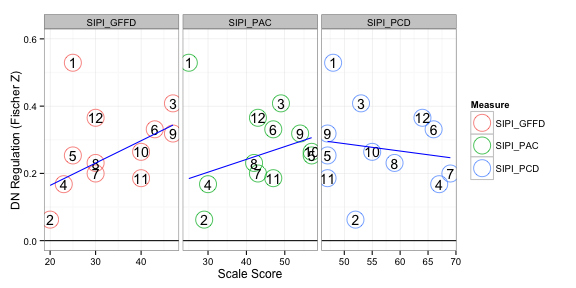 SIPI_GFFD SIPI_PAC SIPI_PCD
DN Regulation (Fischer Z)
0.6
0.4
0.2
0.0
1 3 12 6 9 5 10 8 7 11 4 2
1 3 12 6 9 10 5 8 7 11 4 2
1 3 12 6 9 5 10 8 7 11 4 2
20 30 40 30 40 50 50 55 60 65 70
Scale Score
Measure
SIPI_GFFD
SIPI_PAC
SIPI_PCD